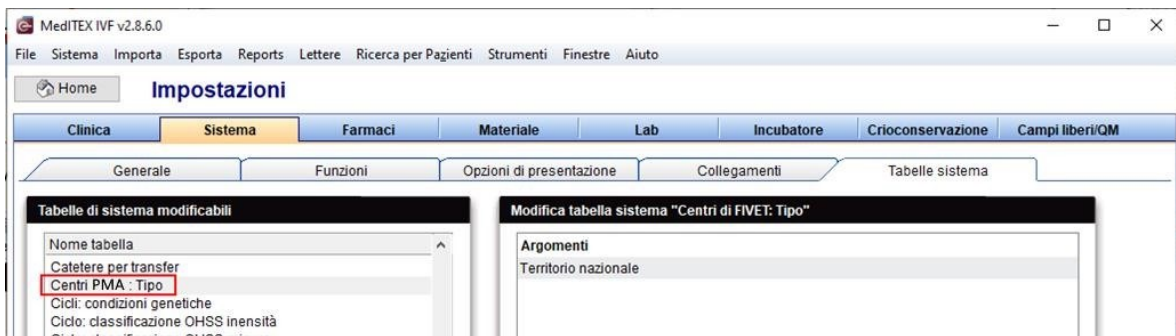 MedITEX IVF v2.8.6.0
File Sistema Importa Esporta Reports Lettere Ricerca per Pazienti Strumenti Finestre Aiuto
Home Impostazioni
Clinica Sistema Farmaci Materiale Lab Incubatore Crioconservazione Campi liberi/QM
Generale Funzioni Opzioni di presentazione Collegamenti Tabelle sistema
Tabelle di sistema modificabili
Nome tabella
Catetere per transfer
Centri PMA : Tipo
Cicli: condizioni genetiche
Ciclo: classificazione OHSS inensità
Modifica tabella sistema "Centri di FIVET: Tipo"
Argomenti
Territorio nazionale